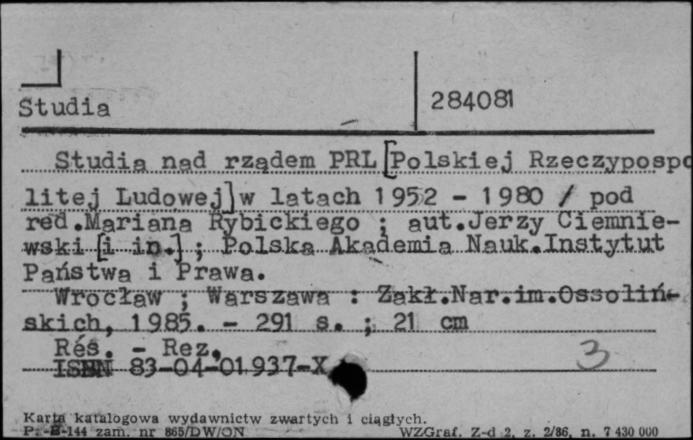 Studia
284081
Studia nad rządem PRL [Polskiej Rzeczypospo
litej Ludowej] w latach 1952 - 1980 / pod
red.Mariana Rybickiego ; aut.Jerzy Ciemnie-
wski [i in.] ; Polska Akademia Nauk.Instytut
Państwa i Prawa.
Wrocław ; Warszawa : Zakł.Nar.im.Ossoliń-
skich, 1985. - 291 s. ; 21 cm
Rés. - Rez.
ISBN 83-04-01937-X
3
Karta katalogowa wydawnictw zwartych i ciągłych.
P.-B-144 zam. nr 865/DW/ON WZGraf. Z-d 2, z. 2/86, n. 7 430 000